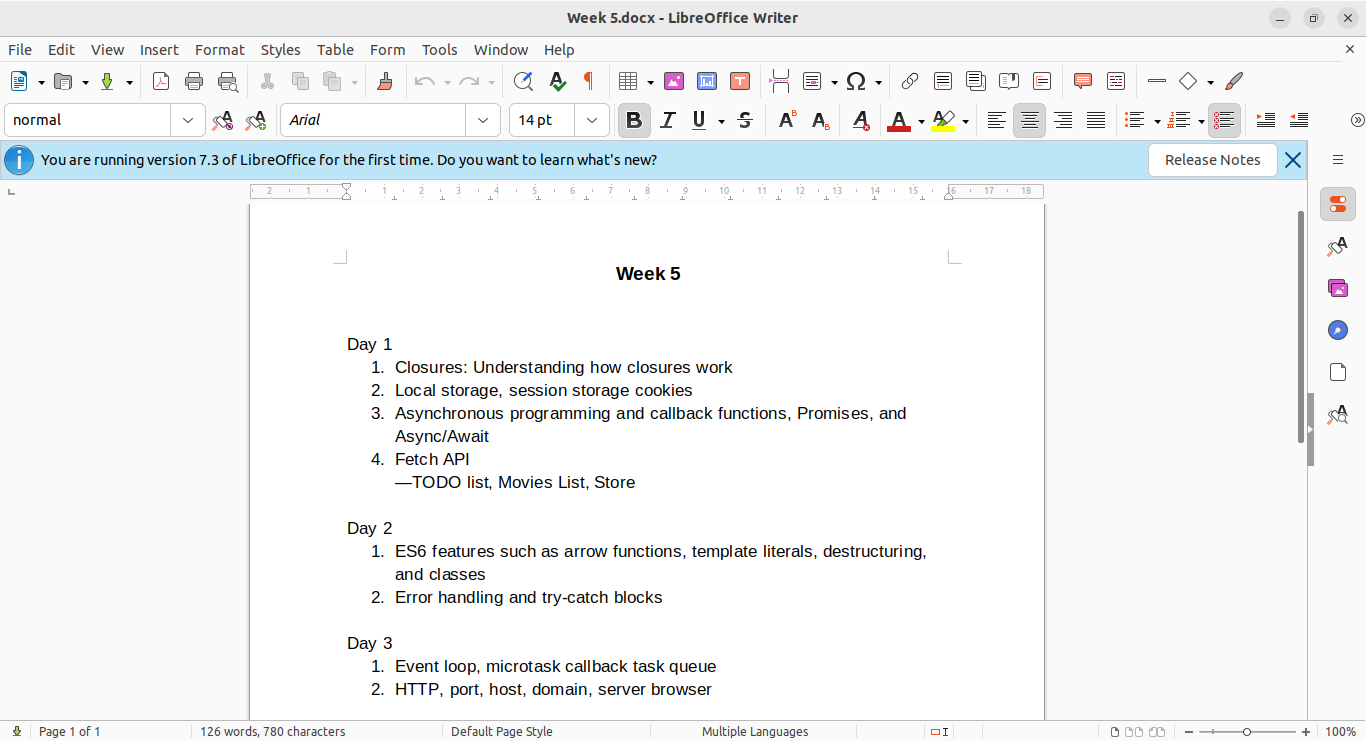 Week 5.docx - LibreOffice Writer
File Edit View Insert Format Styles Table Form Tools Window Help
normal Arial 14 pt
You are running version 7.3 of LibreOffice for the first time. Do you want to learn what's new? Release Notes
2 1 1 2 3 4 5 6 7 8 9 10 11 12 13 14 15 16 17 18
Week 5
Day 1
1. Closures: Understanding how closures work
2. Local storage, session storage cookies
3. Asynchronous programming and callback functions, Promises, and
Async/Await
4. Fetch API
—TODO list, Movies List, Store
Day 2
1. ES6 features such as arrow functions, template literals, destructuring,
and classes
2. Error handling and try-catch blocks
Day 3
1. Event loop, microtask callback task queue
2. HTTP, port, host, domain, server browser
Page 1 of 1 126 words, 780 characters Default Page Style Multiple Languages 100%